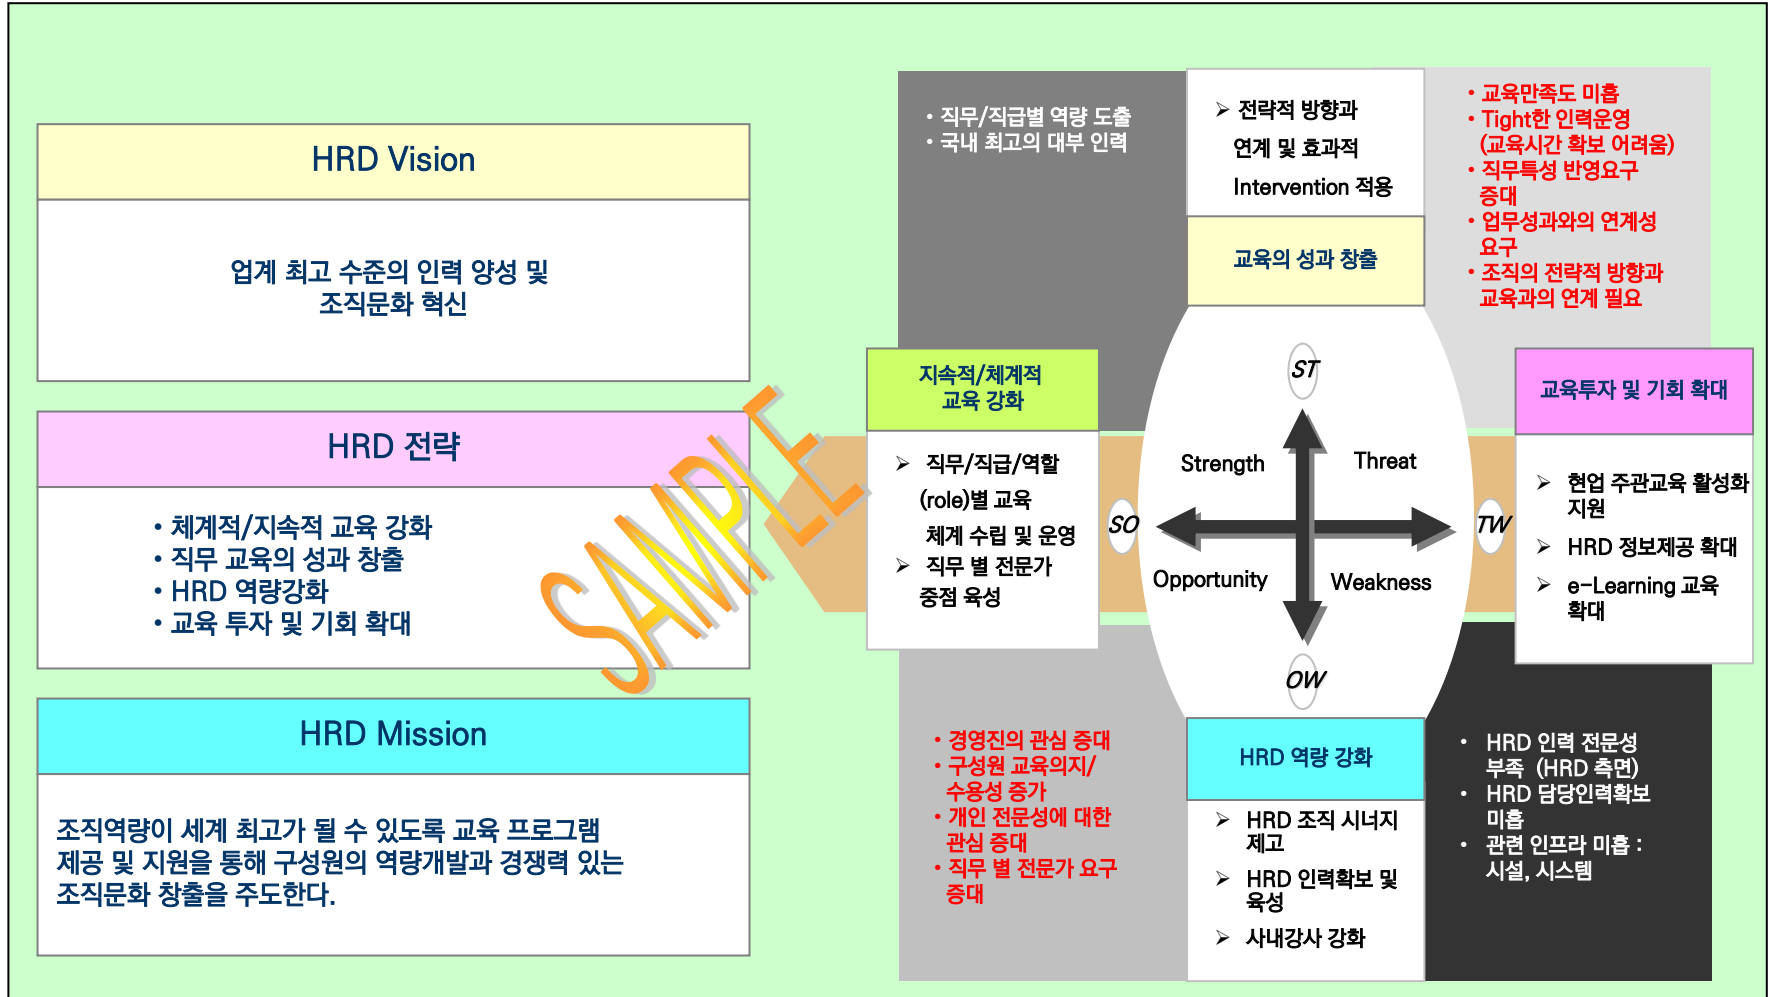 HRD Vision
업계 최고 수준의 인력 양성 및
조직문화 혁신
HRD 전략
• 체계적/지속적 교육 강화
• 직무 교육의 성과 창출
• HRD 역량강화
• 교육 투자 및 기회 확대
HRD Mission
조직역량이 세계 최고가 될 수 있도록 교육 프로그램
제공 및 지원을 통해 구성원의 역량개발과 경쟁력 있는
조직문화 창출을 주도한다.
SAMPLE
• 직무/직급별 역량 도출
• 국내 최고의 대부 인력
➢ 전략적 방향과
연계 및 효과적
Intervention 적용
교육의 성과 창출
• 교육만족도 미흡
• Tight한 인력운영
(교육시간 확보 어려움)
• 직무특성 반영요구
증대
• 업무성과와의 연계성
요구
• 조직의 전략적 방향과
교육과의 연계 필요
지속적/체계적
교육 강화
➢ 직무/직급/역할
(role)별 교육
체계 수립 및 운영
➢ 직무 별 전문가
중점 육성
ST
Strength
Threat
SO
TW
Opportunity
Weakness
OW
교육투자 및 기회 확대
➢ 현업 주관교육 활성화
지원
➢ HRD 정보제공 확대
➢ e-Learning 교육
확대
• 경영진의 관심 증대
• 구성원 교육의지/
수용성 증가
• 개인 전문성에 대한
관심 증대
• 직무 별 전문가 요구
증대
HRD 역량 강화
➢ HRD 조직 시너지
제고
➢ HRD 인력확보 및
육성
➢ 사내강사 강화
• HRD 인력 전문성
부족 (HRD 측면)
• HRD 담당인력확보
미흡
• 관련 인프라 미흡 :
시설, 시스템